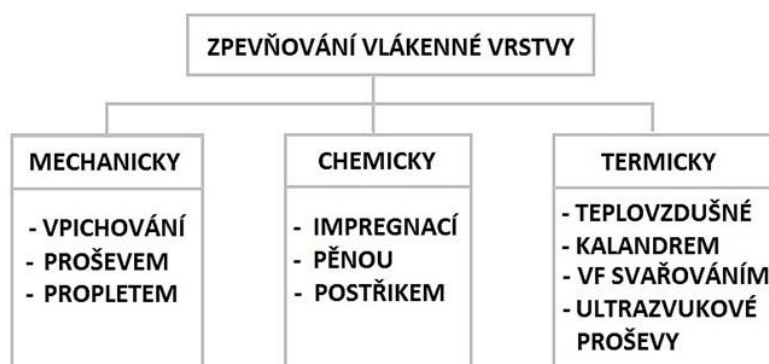 ZPEVŇOVÁNÍ VLÁKENNÉ VRSTVY
MECHANICKY
- VPICHOVÁNÍ
- PROŠEVEM
- PROPLETEM
CHEMICKY
- IMPREGNACÍ
- PĚNOU
- POSTŘIKEM
TERMICKY
- TEPLOVZDUŠNÉ
- KALANDREM
- VF SVAŘOVÁNÍM
- ULTRAZVUKOVÉ
PROŠEVY